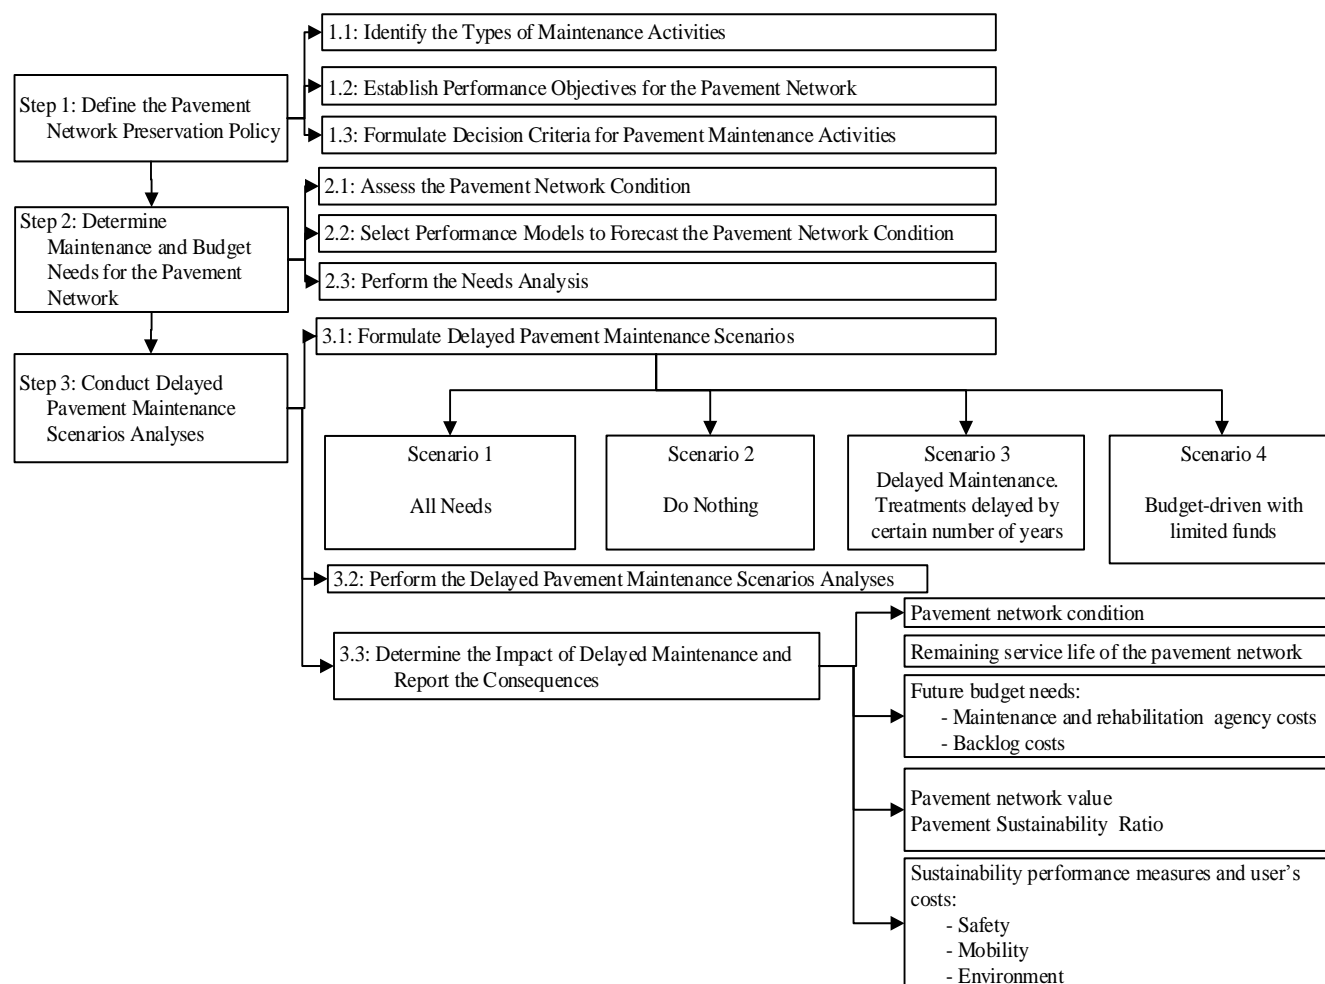 1.1: Identify the Types of Maintenance Activities
Step 1: Define the Pavement
Network Preservation Policy
1.2: Establish Performance Objectives for the Pavement Network
1.3: Formulate Decision Criteria for Pavement Maintenance Activities
Step 2: Determine
Maintenance and Budget
Needs for the Pavement
Network
2.1: Assess the Pavement Network Condition
2.2: Select Performance Models to Forecast the Pavement Network Condition
2.3: Perform the Needs Analysis
Step 3: Conduct Delayed
Pavement Maintenance
Scenarios Analyses
3.1: Formulate Delayed Pavement Maintenance Scenarios
Scenario 1
All Needs
Scenario 2
Do Nothing
Scenario 3
Delayed Maintenance.
Treatments delayed by
certain number of years
Scenario 4
Budget-driven with
limited funds
3.2: Perform the Delayed Pavement Maintenance Scenarios Analyses
3.3: Determine the Impact of Delayed Maintenance and
Report the Consequences
Pavement network condition
Remaining service life of the pavement network
Future budget needs:
- Maintenance and rehabilitation agency costs
- Backlog costs
Pavement network value
Pavement Sustainability Ratio
Sustainability performance measures and user’s
costs:
- Safety
- Mobility
- Environment